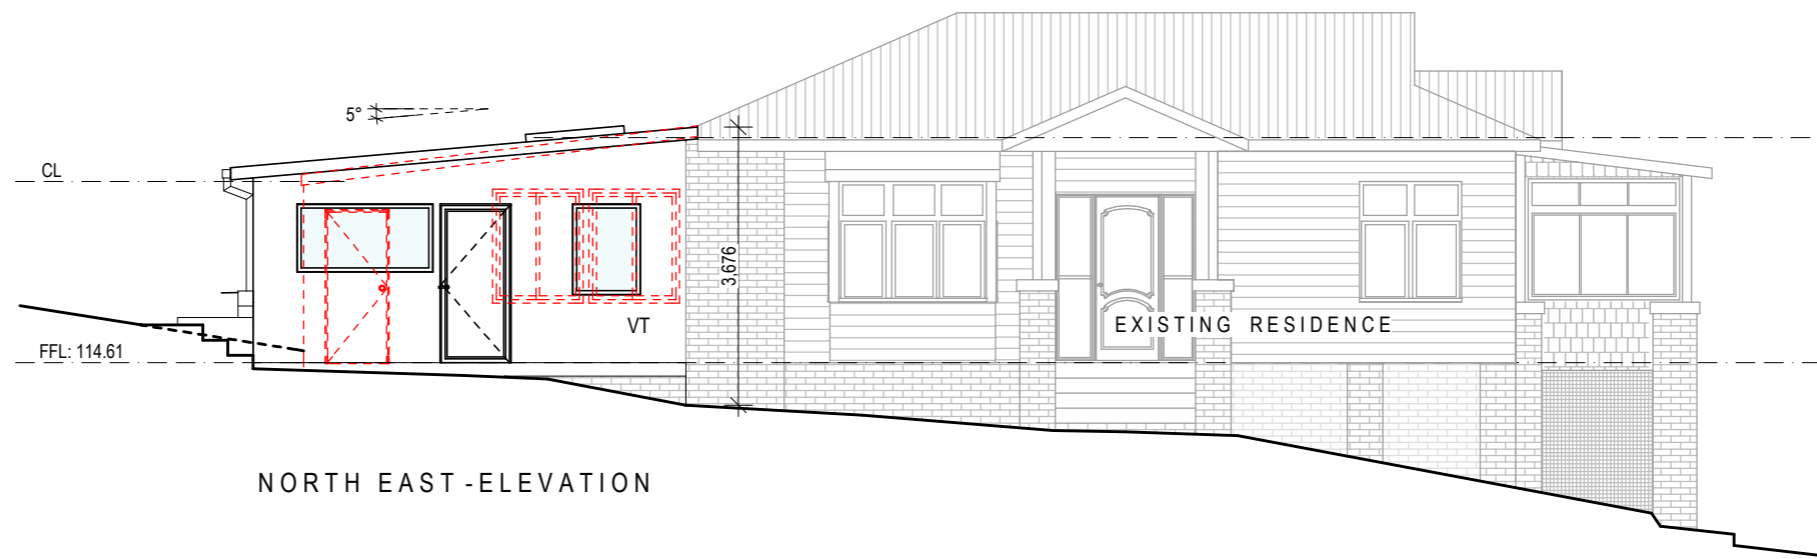 5°
CL
3,676
VT
EXISTING RESIDENCE
FFL: 114.61
NORTH EAST - ELEVATION